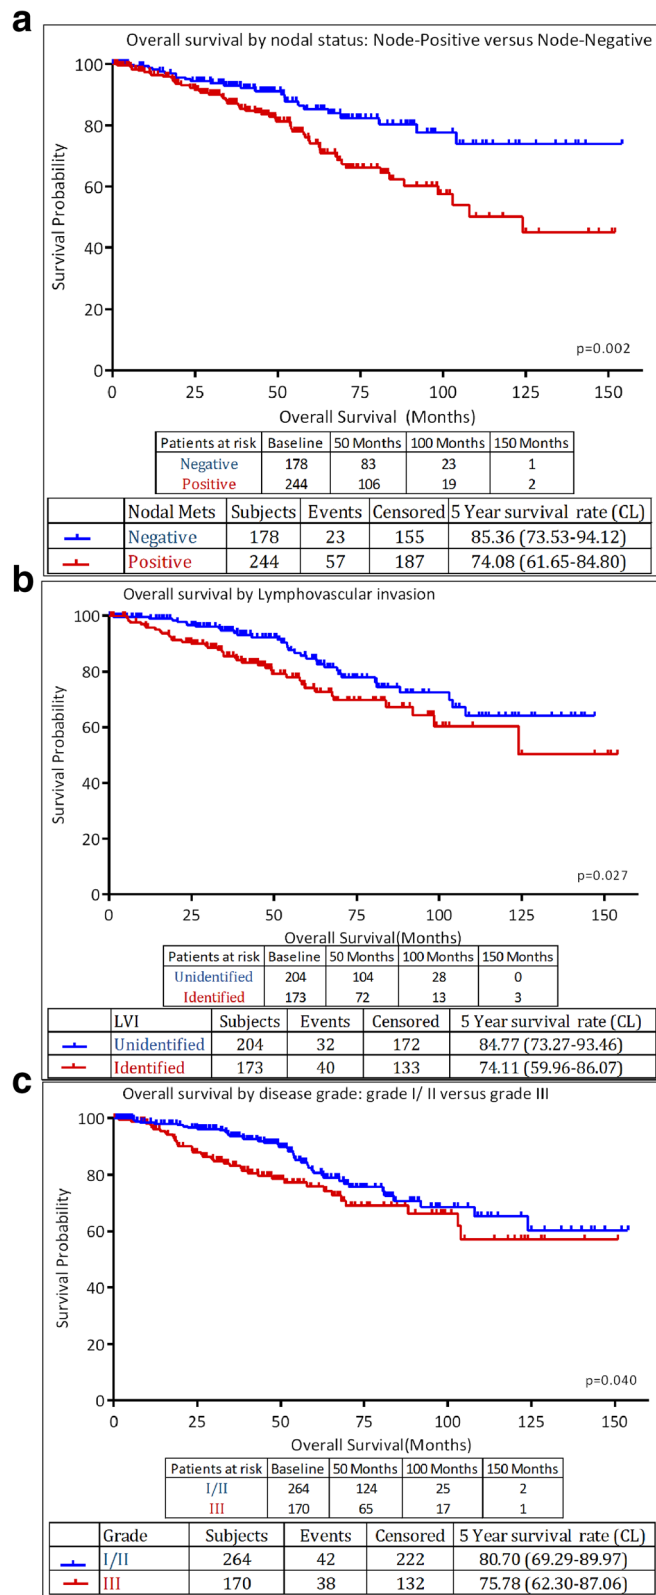 a
Overall survival by nodal status: Node-Positive versus Node-Negative
100
80
60
40
20
0
Survival Probability
p=0.002
0 25 50 75 100 125 150
Overall Survival (Months)
Patients at risk Baseline 50 Months 100 Months 150 Months
Negative 178 83 23 1
Positive 244 106 19 2
Nodal Mets Subjects Events Censored 5 Year survival rate (CL)
Negative 178 23 155 85.36 (73.53-94.12)
Positive 244 57 187 74.08 (61.65-84.80)
b
Overall survival by Lymphovascular invasion
100
80
60
40
20
0
Survival Probability
p=0.027
0 25 50 75 100 125 150
Overall Survival(Months)
Patients at risk Baseline 50 Months 100 Months 150 Months
Unidentified 204 104 28 0
Identified 173 72 13 3
LVI Subjects Events Censored 5 Year survival rate (CL)
Unidentified 204 32 172 84.77 (73.27-93.46)
Identified 173 40 133 74.11 (59.96-86.07)
c
Overall survival by disease grade: grade I/ II versus grade III
100
80
60
40
20
0
Survival Probability
p=0.040
0 25 50 75 100 125 150
Overall Survival(Months)
Patients at risk Baseline 50 Months 100 Months 150 Months
I/II 264 124 25 2
III 170 65 17 1
Grade Subjects Events Censored 5 Year survival rate (CL)
I/II 264 42 222 80.70 (69.29-89.97)
III 170 38 132 75.78 (62.30-87.06)